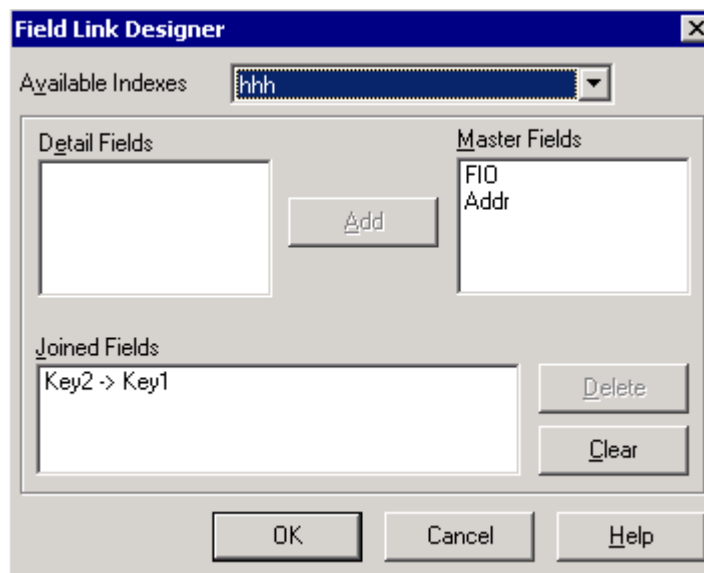 Field Link Designer
Available Indexes hhh
Detail Fields Master Fields
FIO
Addr
Add
Joined Fields
Key2 -> Key1
Delete
Clear
OK Cancel Help